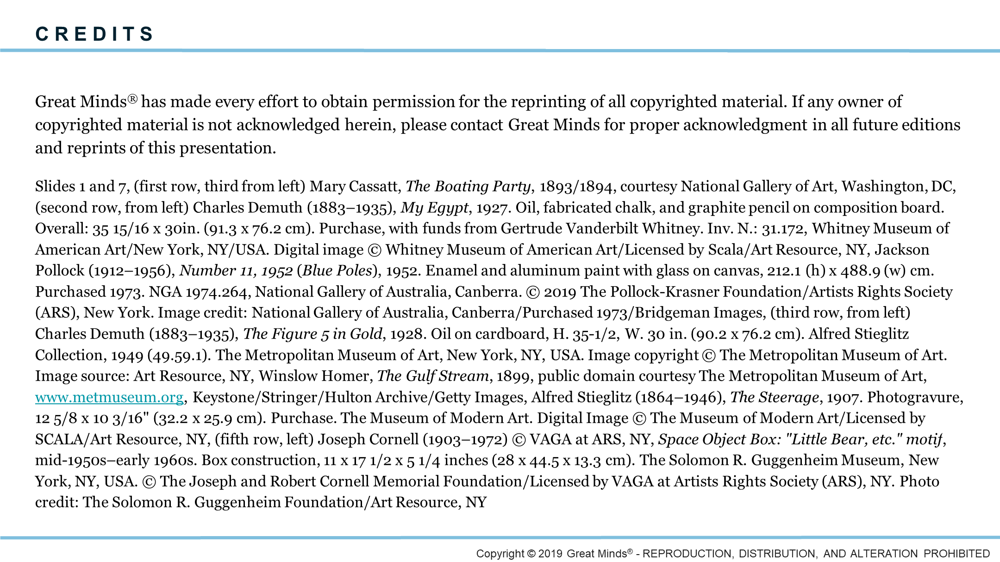 CREDITS
Great Minds® has made every effort to obtain permission for the reprinting of all copyrighted material. If any owner of
copyrighted material is not acknowledged herein, please contact Great Minds for proper acknowledgment in all future editions
and reprints of this presentation.
Slides 1 and 7, (first row, third from left) Mary Cassatt, The Boating Party, 1893/1894, courtesy National Gallery of Art, Washington, DC,
(second row, from left) Charles Demuth (1883–1935), My Egypt, 1927. Oil, fabricated chalk, and graphite pencil on composition board.
Overall: 35 15/16 x 30in. (91.3 x 76.2 cm). Purchase, with funds from Gertrude Vanderbilt Whitney. Inv. N.: 31.172, Whitney Museum of
American Art/New York, NY/USA. Digital image © Whitney Museum of American Art/Licensed by Scala/Art Resource, NY, Jackson
Pollock (1912–1956), Number 11, 1952 (Blue Poles), 1952. Enamel and aluminum paint with glass on canvas, 212.1 (h) x 488.9 (w) cm.
Purchased 1973. NGA 1974.264, National Gallery of Australia, Canberra. © 2019 The Pollock-Krasner Foundation/Artists Rights Society
(ARS), New York. Image credit: National Gallery of Australia, Canberra/Purchased 1973/Bridgeman Images, (third row, from left)
Charles Demuth (1883–1935), The Figure 5 in Gold, 1928. Oil on cardboard, H. 35-1/2, W. 30 in. (90.2 x 76.2 cm). Alfred Stieglitz
Collection, 1949 (49.59.1). The Metropolitan Museum of Art, New York, NY, USA. Image copyright © The Metropolitan Museum of Art.
Image source: Art Resource, NY, Winslow Homer, The Gulf Stream, 1899, public domain courtesy The Metropolitan Museum of Art,
www.metmuseum.org, Keystone/Stringer/Hulton Archive/Getty Images, Alfred Stieglitz (1864–1946), The Steerage, 1907. Photogravure,
12 5/8 x 10 3/16" (32.2 x 25.9 cm). Purchase. The Museum of Modern Art. Digital Image © The Museum of Modern Art/Licensed by
SCALA/Art Resource, NY, (fifth row, left) Joseph Cornell (1903–1972) © VAGA at ARS, NY, Space Object Box: "Little Bear, etc." motif,
mid-1950s–early 1960s. Box construction, 11 x 17 1/2 x 5 1/4 inches (28 x 44.5 x 13.3 cm). The Solomon R. Guggenheim Museum, New
York, NY, USA. © The Joseph and Robert Cornell Memorial Foundation/Licensed by VAGA at Artists Rights Society (ARS), NY. Photo
credit: The Solomon R. Guggenheim Foundation/Art Resource, NY
Copyright © 2019 Great Minds® - REPRODUCTION, DISTRIBUTION, AND ALTERATION PROHIBITED